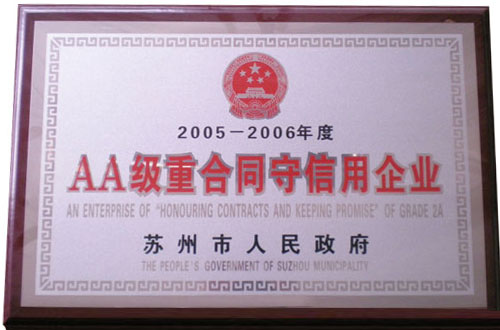 2005－2006年度
AA级重合同守信用企业
AN ENTERPRISE OF "HONOURING CONTRACTS AND KEEPING PROMISE" OF GRADE 2A
苏州市人民政府
THE PEOPLE'S GOVERNMENT OF SUZHOU MUNICIPALITY